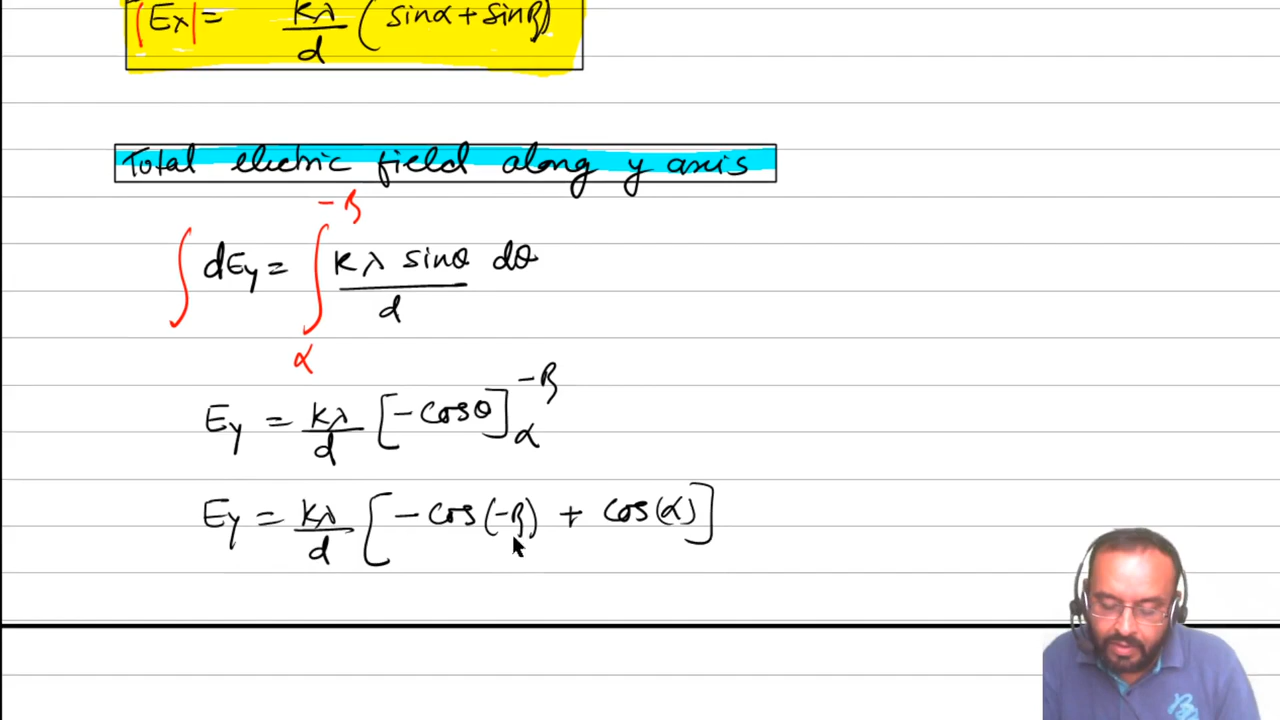 |Ex| = kλ/d (sinα + sinβ)
Total electric field along y axis
∫ dEy = ∫_α^-β kλ sinθ/d dθ
Ey = kλ/d [-cosθ]_α^-β
Ey = kλ/d [-cos(-β) + cos(α)]